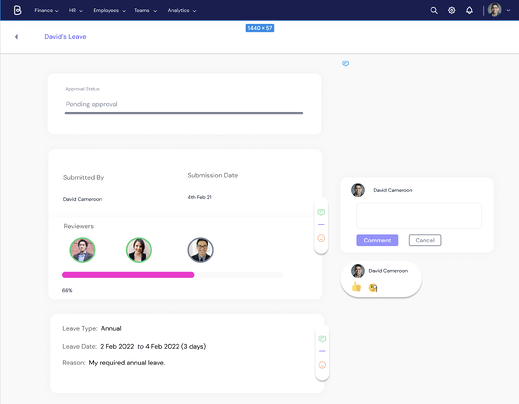 Finance HR Employees Teams Analytics
David's Leave
1440 × 57
Approval Status
Pending approval
Submitted By
Submission Date
David Cameroon
4th Feb 21
Reviewers
66%
David Cameroon
Comment Cancel
David Cameroon
Leave Type: Annual
Leave Date: 2 Feb 2022 to 4 Feb 2022 (3 days)
Reason: My required annual leave.